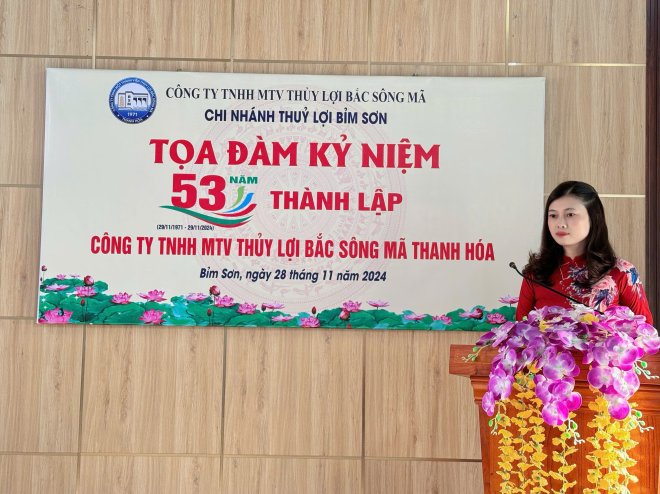 CÔNG TY TNHH MTV THỦY LỢI BẮC SÔNG MÃ
CHI NHÁNH THUỶ LỢI BỈM SƠN
TỌA ĐÀM KỶ NIỆM
53 NĂM THÀNH LẬP
(29/11/1971 - 29/11/2024)
CÔNG TY TNHH MTV THỦY LỢI BẮC SÔNG MÃ THANH HÓA
Bỉm Sơn, ngày 28 tháng 11 năm 2024
1971